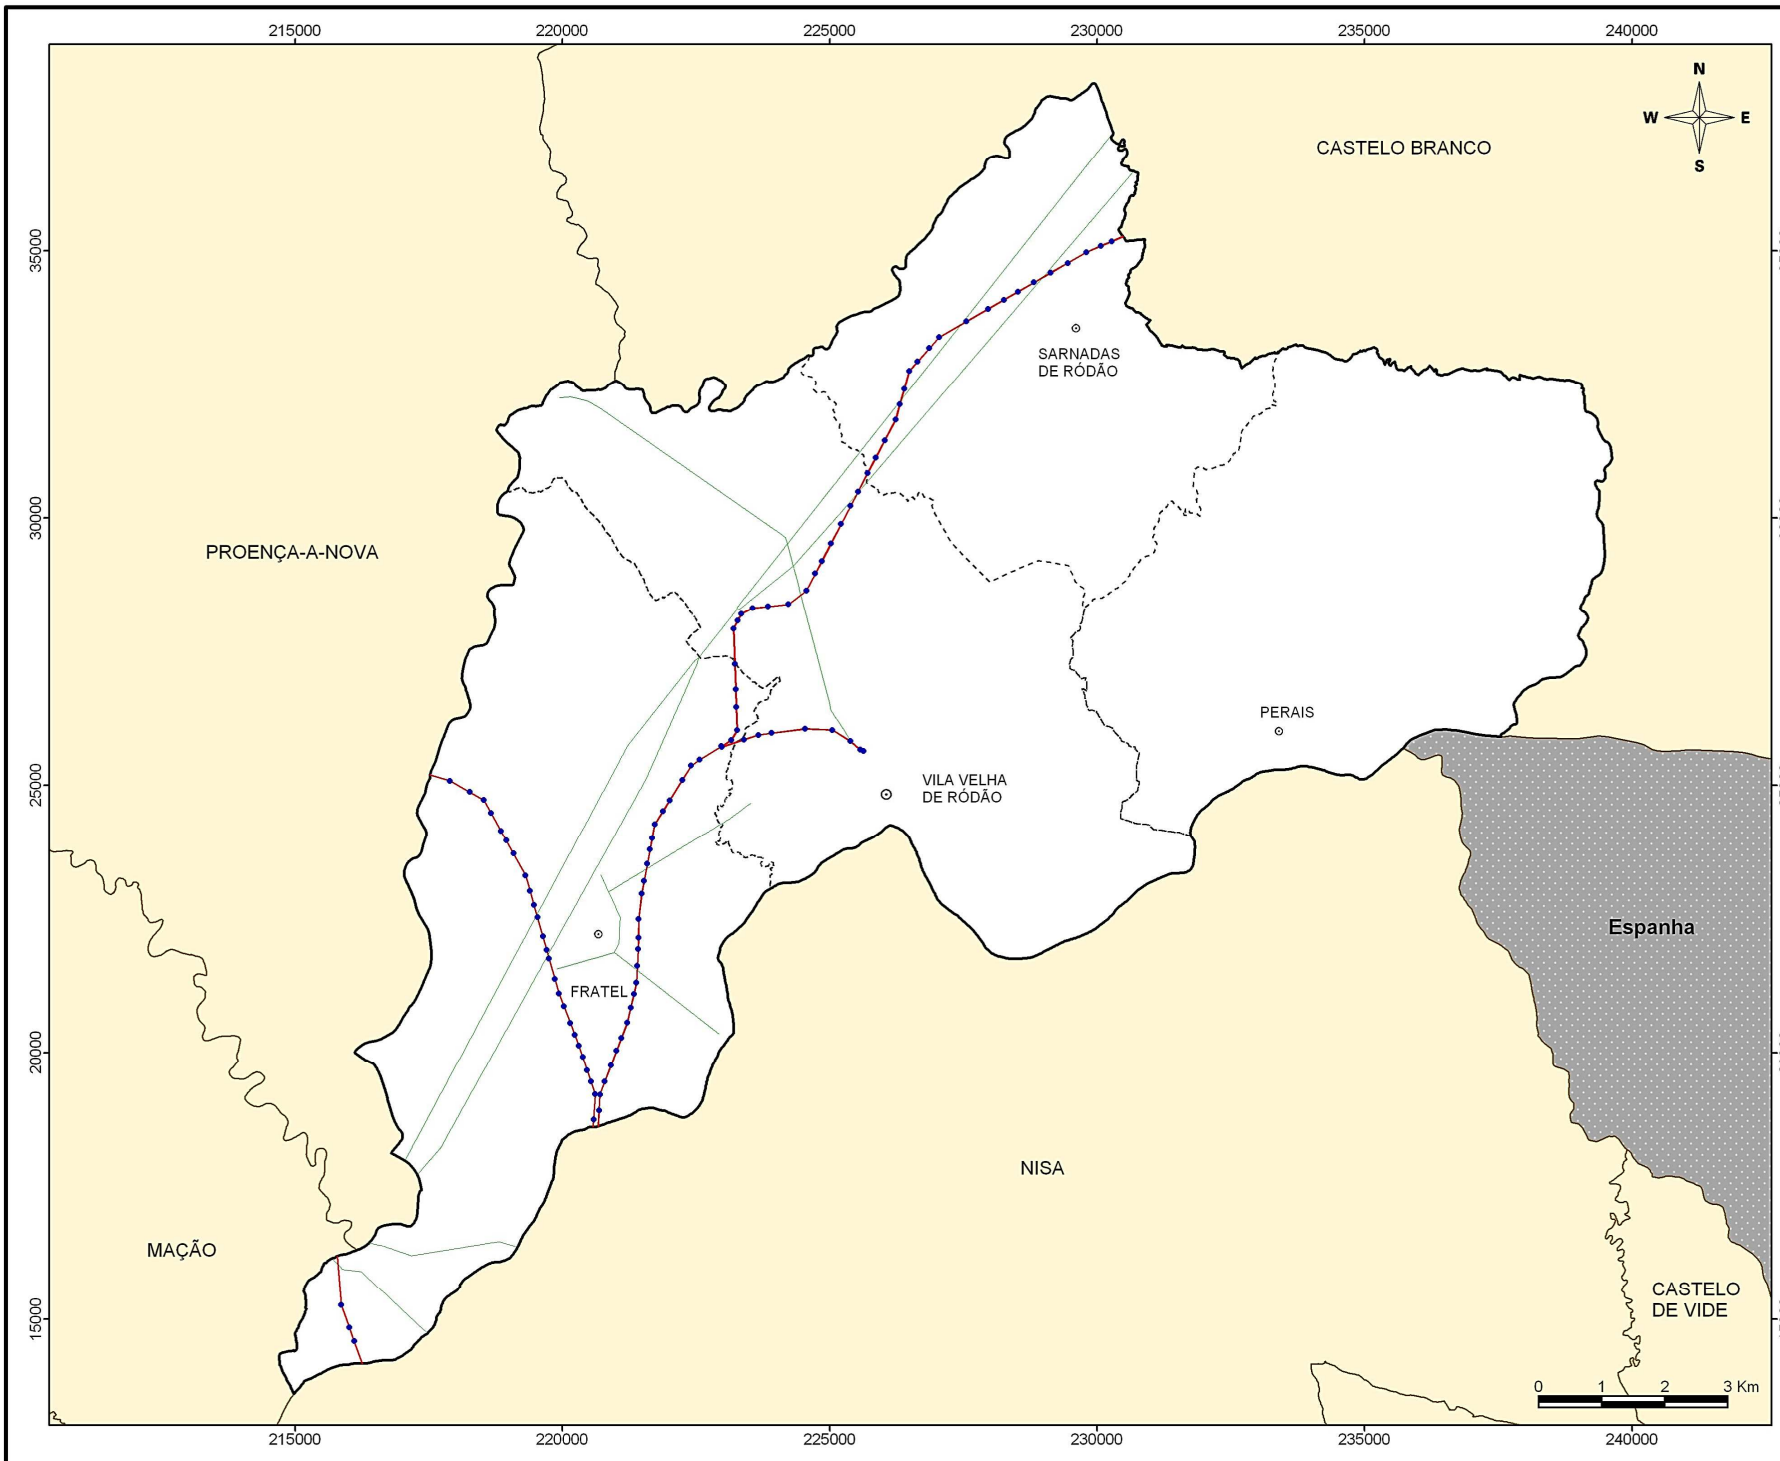 215000
220000
225000
230000
235000
240000
N
W
E
S
CASTELO BRANCO
35000
SARNADAS
DE RÓDÃO
30000
PROENÇA-A-NOVA
PERAIS
25000
VILA VELHA
DE RÓDÃO
Espanha
FRATEL
20000
NISA
MAÇÃO
CASTELO
DE VIDE
15000
0 1 2 3 Km
215000
220000
225000
230000
235000
240000